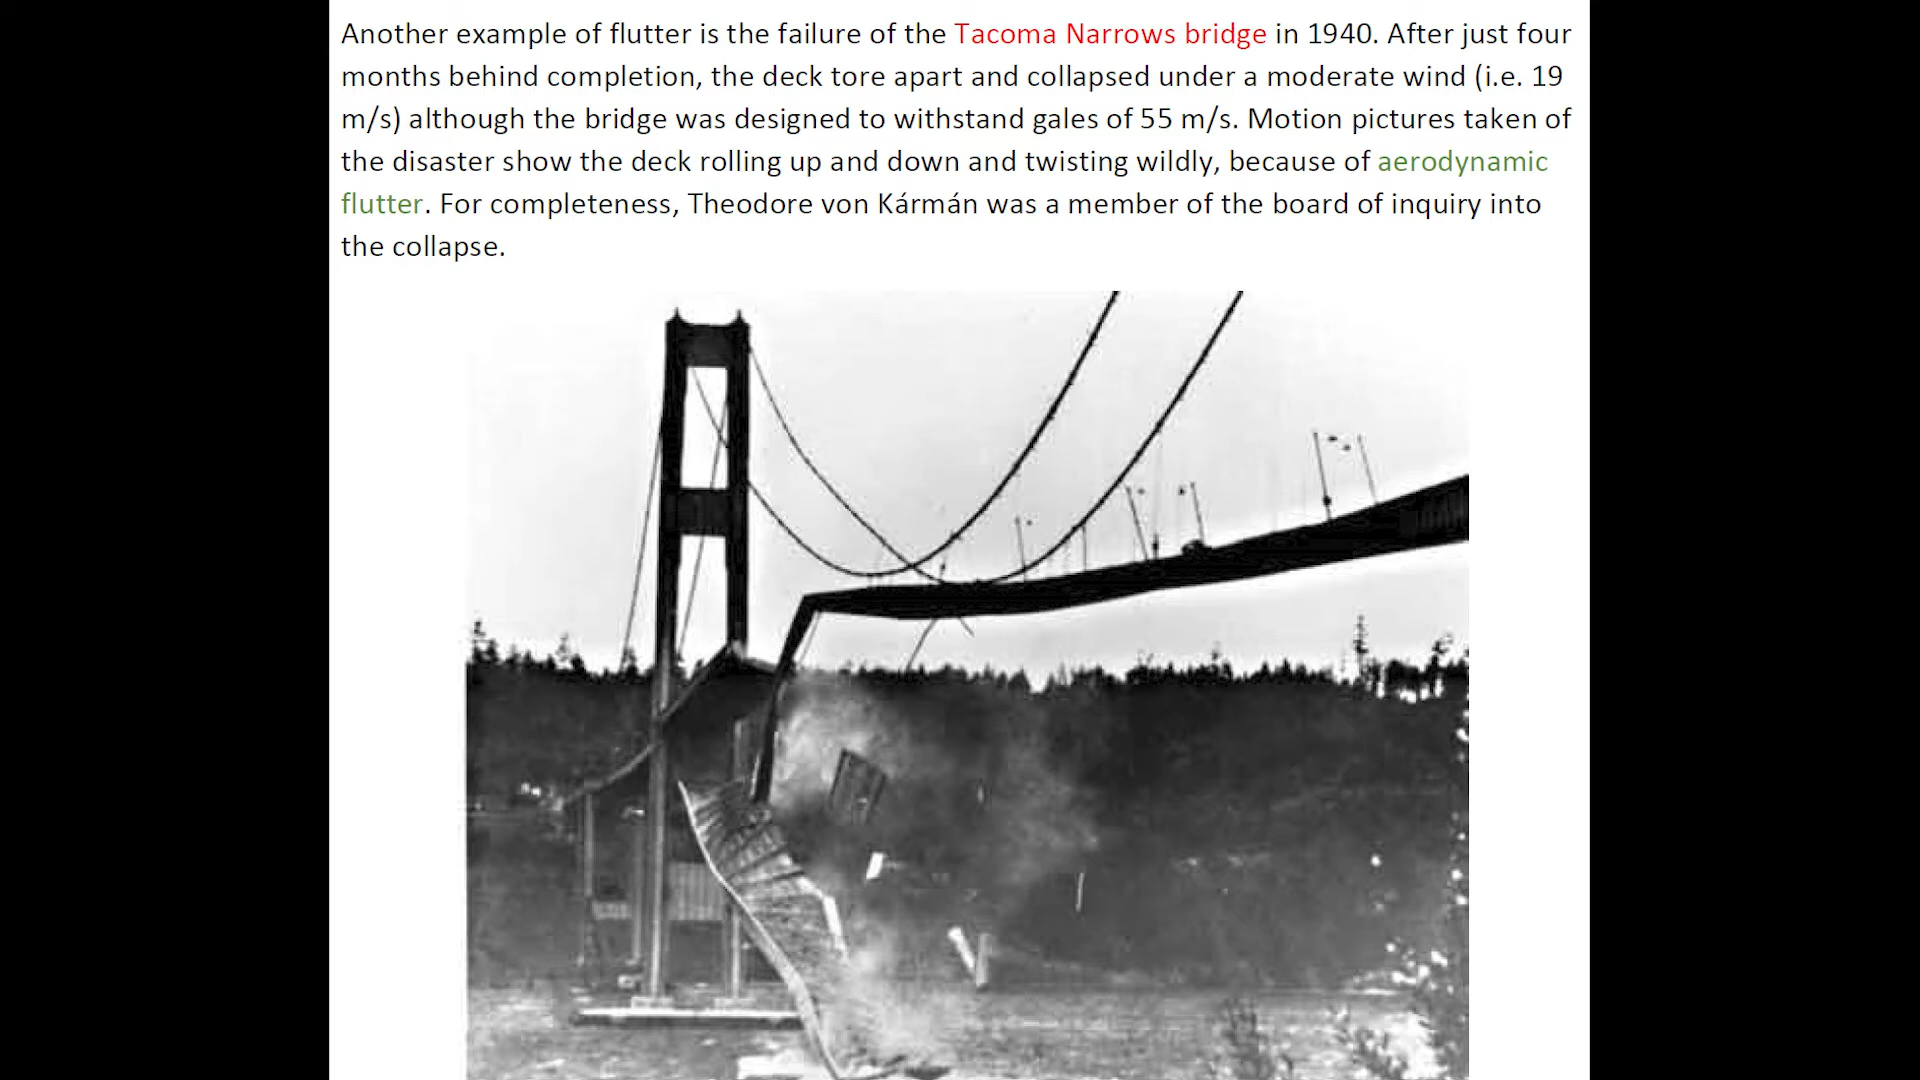 Another example of flutter is the failure of the Tacoma Narrows bridge in 1940. After just four
months behind completion, the deck tore apart and collapsed under a moderate wind (i.e. 19
m/s) although the bridge was designed to withstand gales of 55 m/s. Motion pictures taken of
the disaster show the deck rolling up and down and twisting wildly, because of aerodynamic
flutter. For completeness, Theodore von Kármán was a member of the board of inquiry into
the collapse.